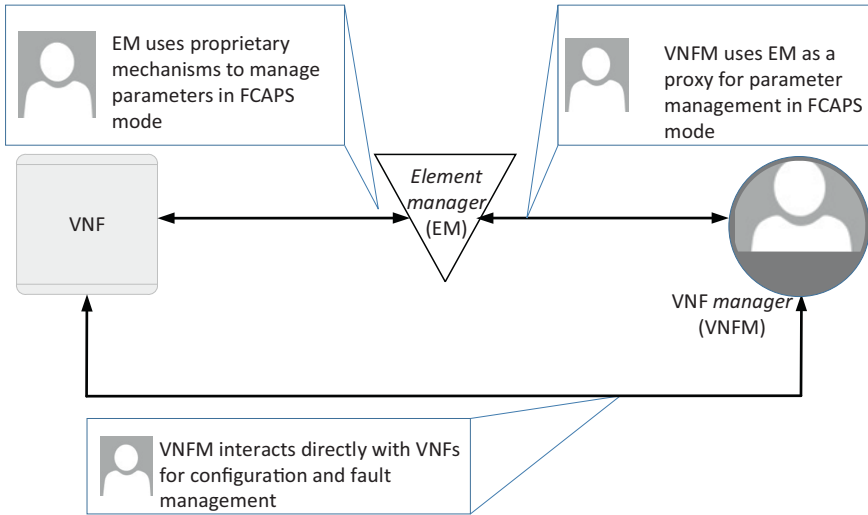 EM uses proprietary
mechanisms to manage
parameters in FCAPS
mode
VNFM uses EM as a
proxy for parameter
management in FCAPS
mode
VNF
Element
manager
(EM)
VNF manager
(VNFM)
VNFM interacts directly with VNFs
for configuration and fault
management